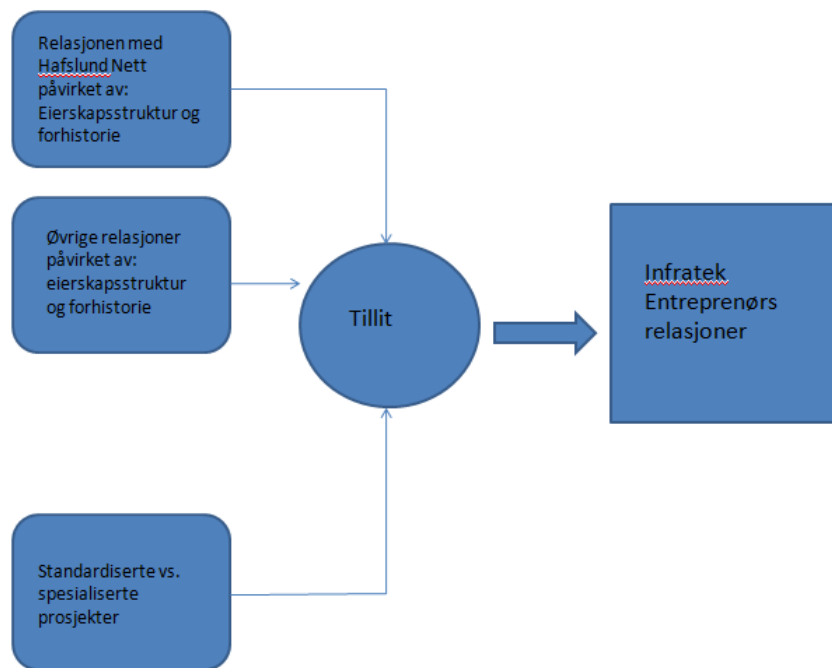 Relasjonen med
Hafslund Nett
påvirket av:
Eierskapsstruktur og
forhistorie
Øvrige relasjoner
påvirket av:
eierskapsstruktur
og forhistorie
Tillit
Infratek
Entreprenørs
relasjoner
Standardiserte vs.
spesialiserte
prosjekter